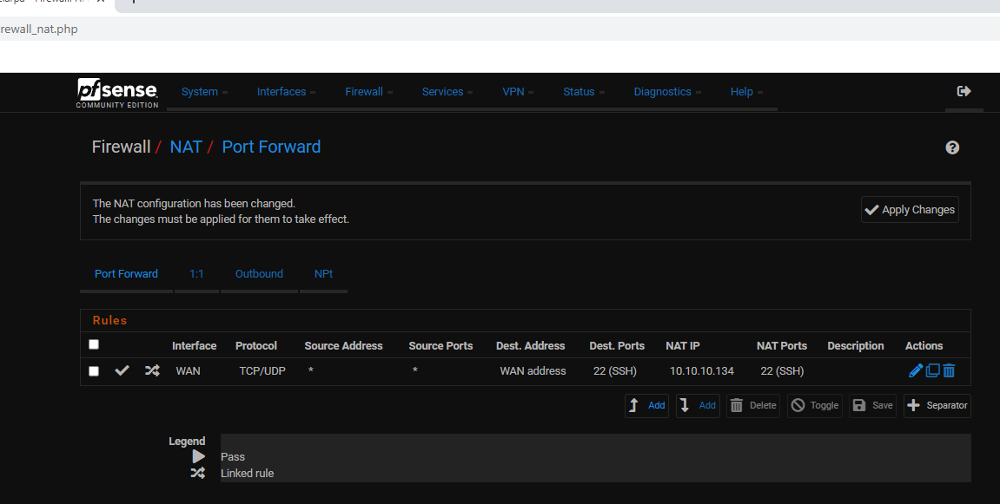 rewall_nat.php
pfsense
COMMUNITY EDITION
System Interfaces Firewall Services VPN Status Diagnostics Help
Firewall / NAT / Port Forward
The NAT configuration has been changed.
The changes must be applied for them to take effect.
Apply Changes
Port Forward 1:1 Outbound NPt
Rules
Interface Protocol Source Address Source Ports Dest. Address Dest. Ports NAT IP NAT Ports Description Actions
WAN TCP/UDP * * WAN address 22 (SSH) 10.10.10.134 22 (SSH)
Add Add Delete Toggle Save Separator
Legend
Pass
Linked rule